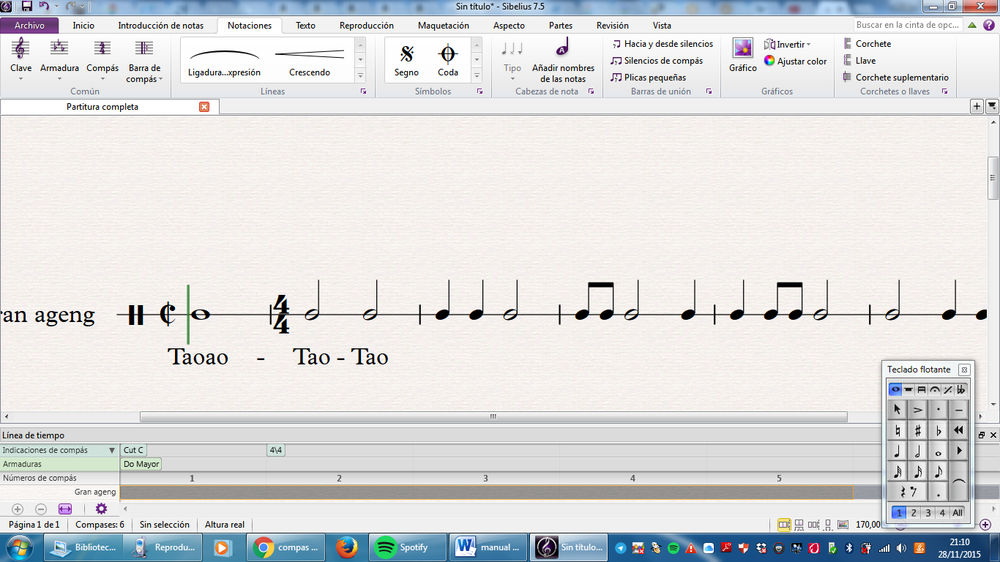 Sin título* - Sibelius 7.5
Archivo Inicio Introducción de notas Notaciones Texto Reproducción Maquetación Aspecto Partes Revisión Vista Buscar en la cinta de opc...
Clave Armadura Compás Barra de compás
Ligadura...xpresión Crescendo
Segno Coda
Tipo Añadir nombres de las notas
Hacia y desde silencios
Silencios de compás
Plicas pequeñas
Gráfico Invertir
Ajustar color
Corchete
Llave
Corchete suplementario
Común Líneas Símbolos Cabezas de nota Barras de unión Gráficos Corchetes o llaves
Partitura completa
ran ageng
4
4
Taoao - Tao - Tao
Teclado flotante
1 2 3 4 All
Línea de tiempo
Indicaciones de compás Cut C 4\4
Armaduras Do Mayor
Números de compás 1 2 3 4 5
Gran ageng
Página 1 de 1 Compases: 6 Sin selección Altura real 170,00
Bibliotec... Reprodu... compas ... Spotify manual ... Sin título...
21:10
28/11/2015